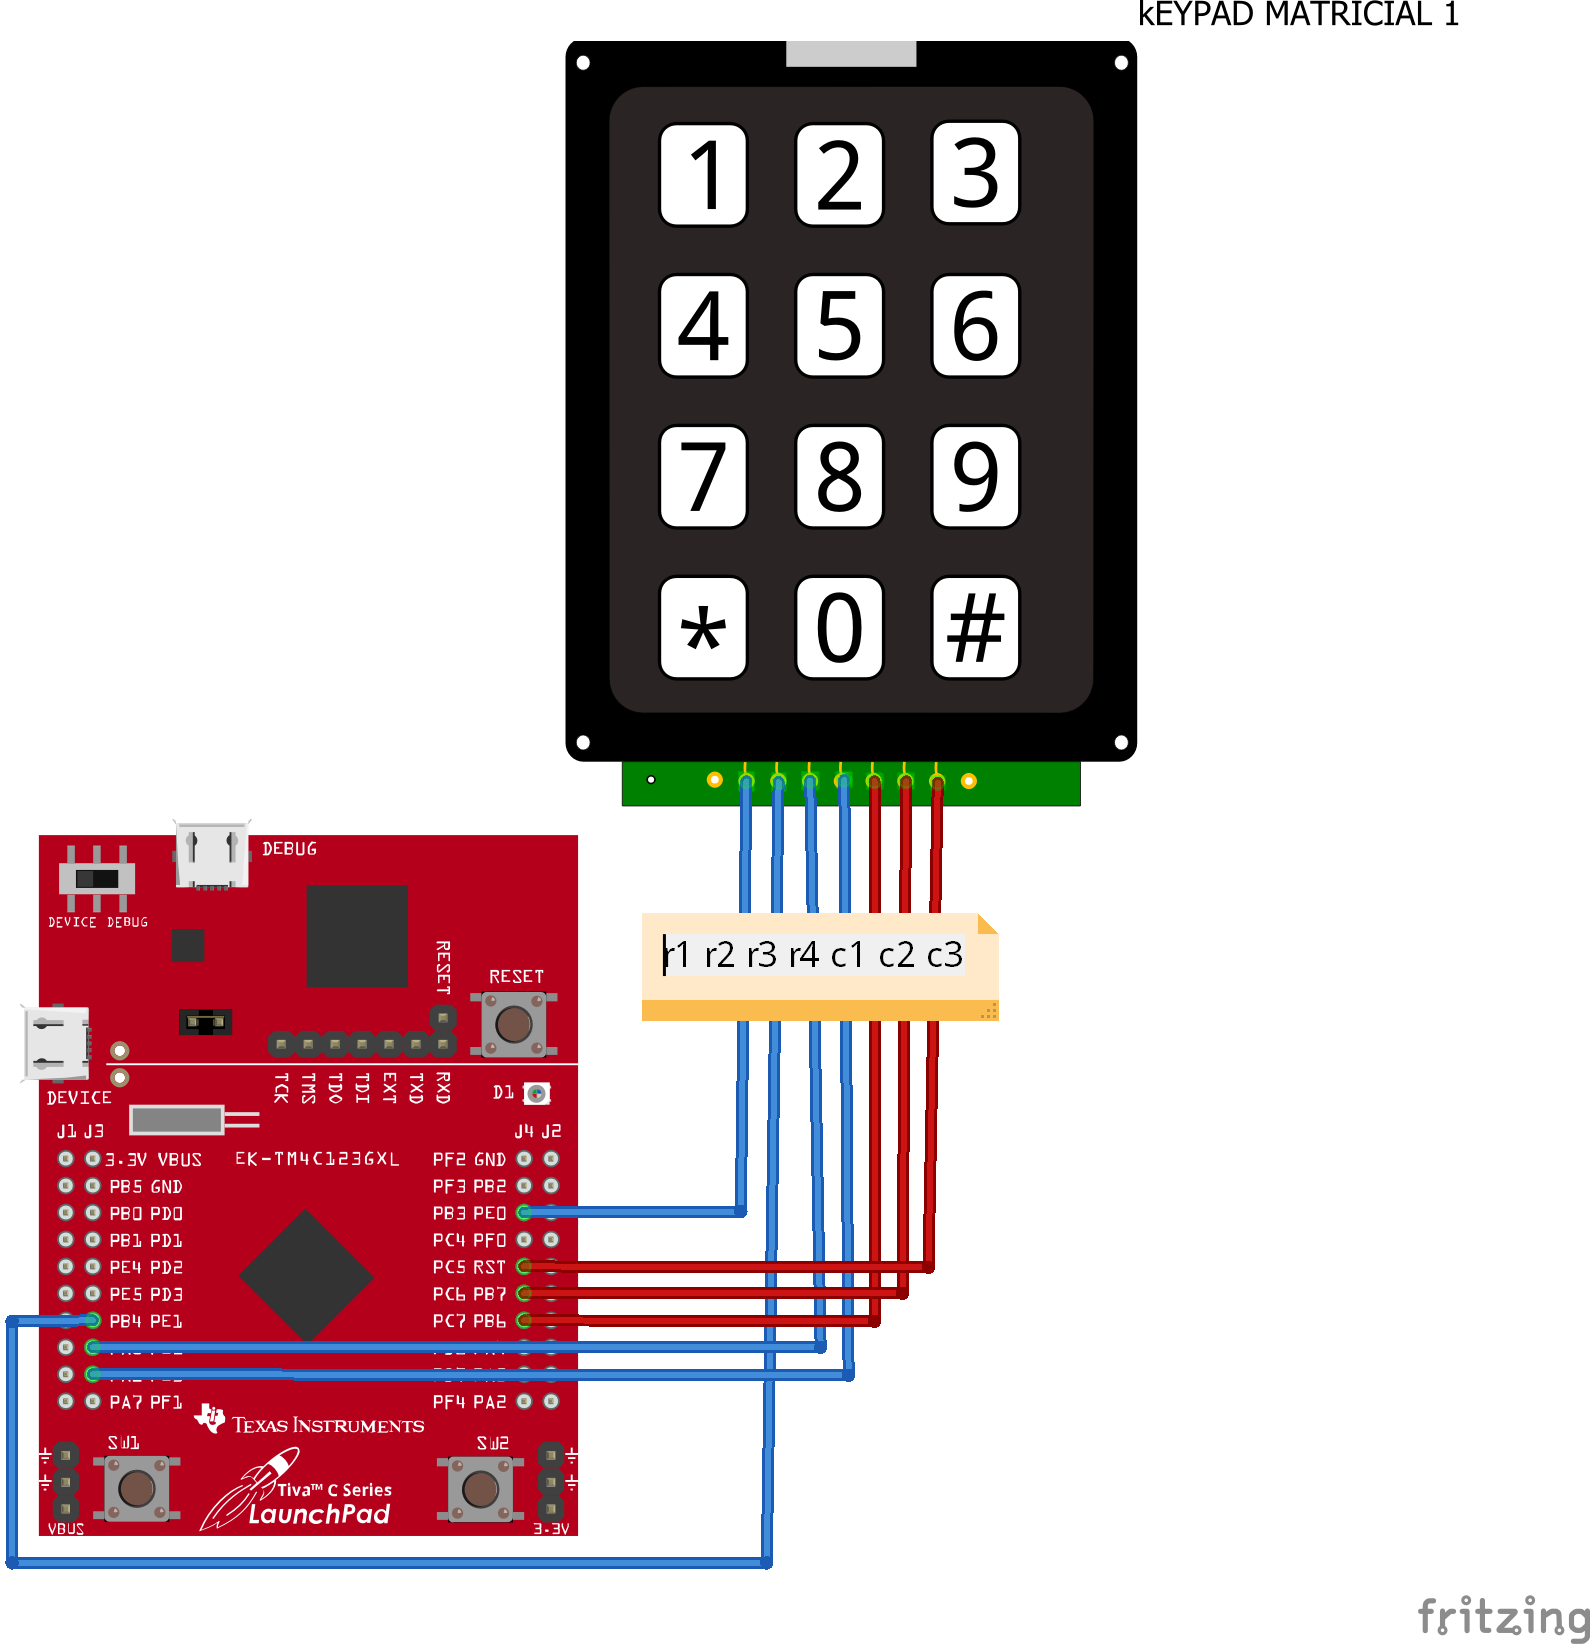 kEYPAD MATRICIAL 1
1 2 3
4 5 6
7 8 9
* 0 #
DEBUG
DEVICE DEBUG
r1 r2 r3 r4 c1 c2 c3
RESET
RESET
DEVICE
TCK TMS TDO TDI EXT TXD RXD
D1
J1 J3 J4 J2
3.3V VBUS EK-TM4C123GXL PF2 GND
PB5 GND PF3 PB2
PB0 PD0 PB3 PE0
PB1 PD1 PC4 PF0
PE4 PD2 PC5 RST
PE5 PD3 PC6 PB7
PB4 PE1 PC7 PB6
PA7 PF1 PF4 PA2
TEXAS INSTRUMENTS
SW1 SW2
Tiva™ C Series
LaunchPad
VBUS 3.3V
fritzing